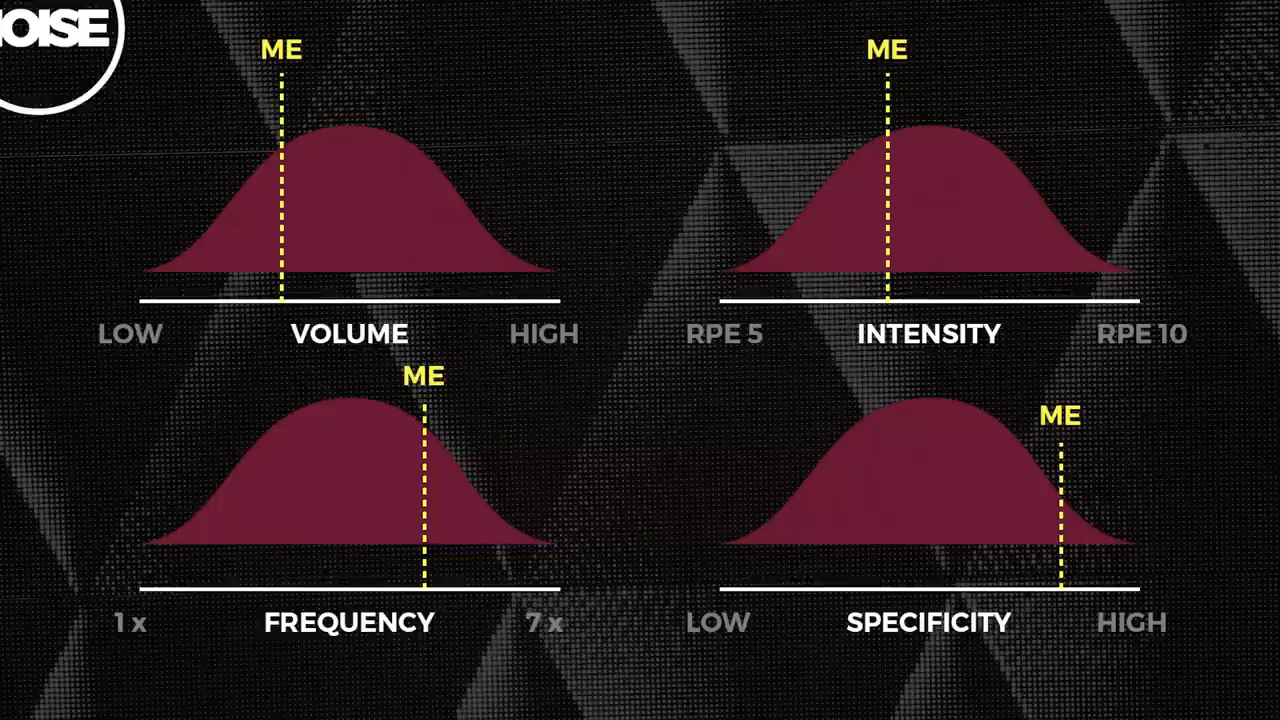 OISE
ME
ME
LOW
VOLUME
HIGH
RPE 5
INTENSITY
RPE 10
ME
ME
1 x
FREQUENCY
7 x
LOW
SPECIFICITY
HIGH